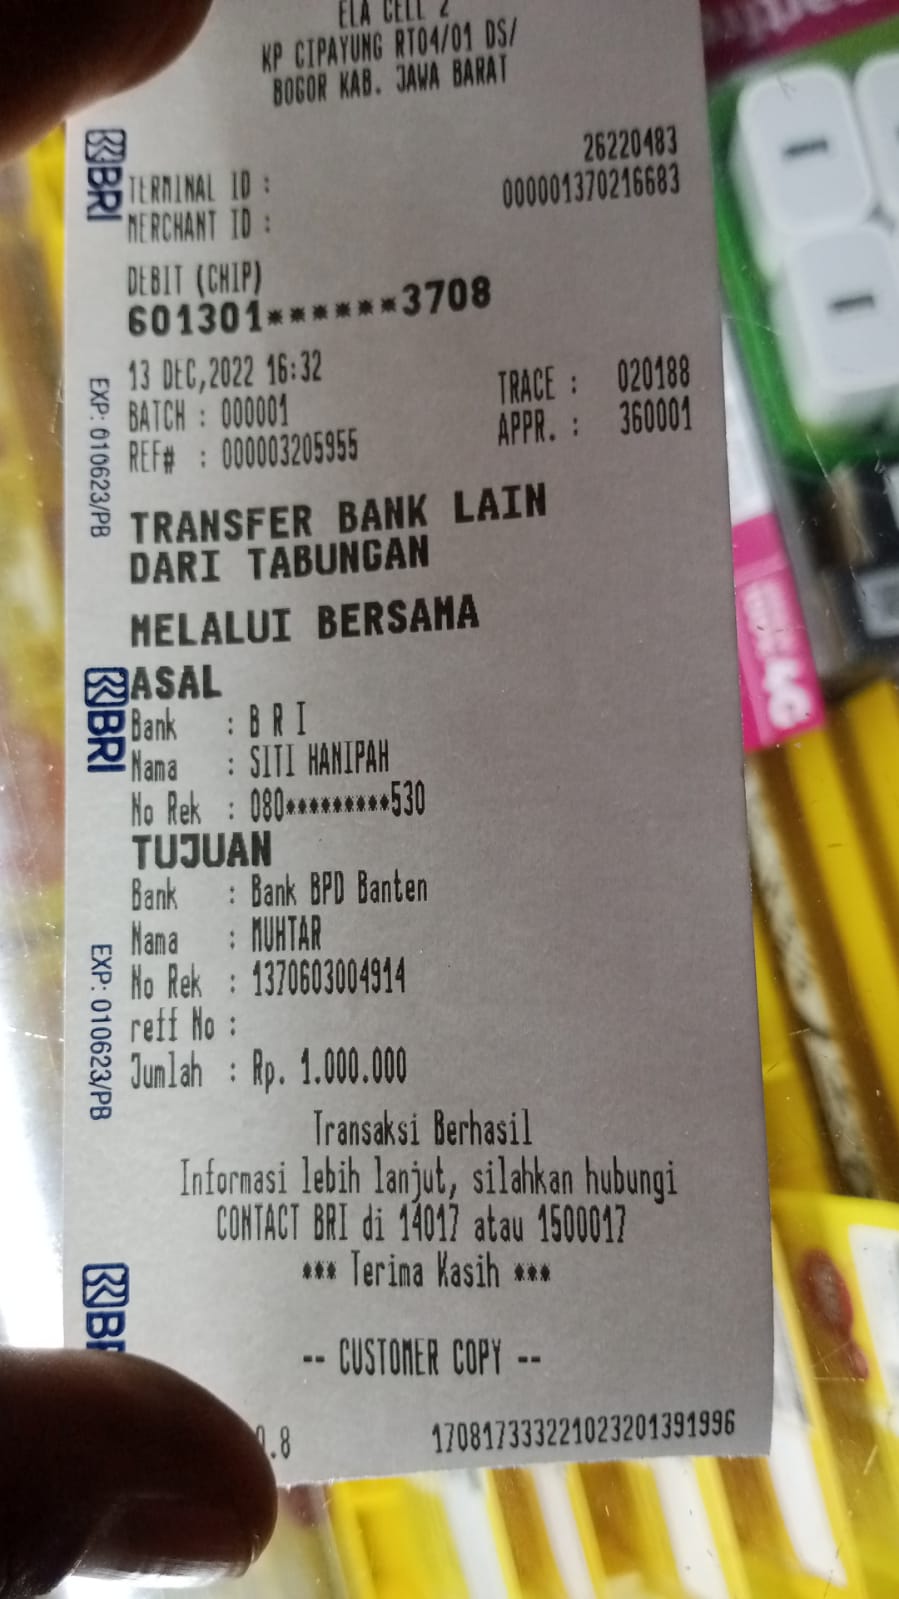 ELA CELL 2
KP CIPAYUNG RT04/01 DS/
BOGOR KAB. JAWA BARAT
26220483
TERMINAL ID :
000001370216683
MERCHANT ID :
DEBIT (CHIP)
601301******3708
13 DEC,2022 16:32
BATCH : 000001 TRACE : 020188
REF# : 000003205955 APPR. : 360001
TRANSFER BANK LAIN
DARI TABUNGAN
MELALUI BERSAMA
ASAL
Bank : B R I
Nama : SITI HANIPAH
No Rek : 080*********530
TUJUAN
Bank : Bank BPD Banten
Nama : MUHTAR
No Rek : 1370603004914
reff No :
Jumlah : Rp. 1.000.000
Transaksi Berhasil
Informasi lebih lanjut, silahkan hubungi
CONTACT BRI di 14017 atau 1500017
*** Terima Kasih ***
-- CUSTOMER COPY --
.8 170817333221023201391996
BRI
EXP: 010623/PB
BRI
EXP: 010623/PB
BR
4G